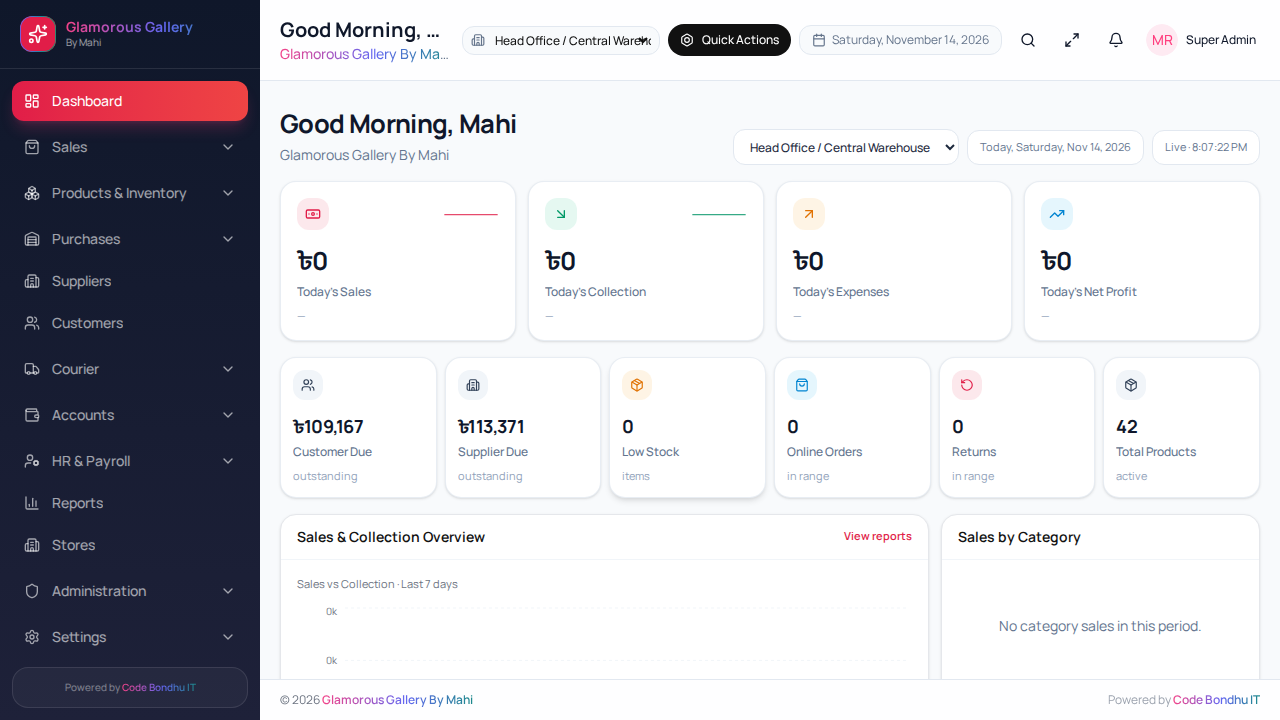 Glamorous Gallery
By Mahi
Dashboard
Sales
Products & Inventory
Purchases
Suppliers
Customers
Courier
Accounts
HR & Payroll
Reports
Stores
Administration
Settings
Powered by Code Bondhu IT
Good Morning, ...
Glamorous Gallery By Ma...
Head Office / Central Wareho
Quick Actions
Saturday, November 14, 2026
MR
Super Admin
Good Morning, Mahi
Glamorous Gallery By Mahi
Head Office / Central Warehouse
Today, Saturday, Nov 14, 2026
Live · 8:07:22 PM
৳0
Today's Sales
—
৳0
Today's Collection
—
৳0
Today's Expenses
—
৳0
Today's Net Profit
—
৳109,167
Customer Due
outstanding
৳113,371
Supplier Due
outstanding
0
Low Stock
items
0
Online Orders
in range
0
Returns
in range
42
Total Products
active
Sales & Collection Overview
View reports
Sales vs Collection · Last 7 days
0k
0k
Sales by Category
No category sales in this period.
© 2026 Glamorous Gallery By Mahi
Powered by Code Bondhu IT